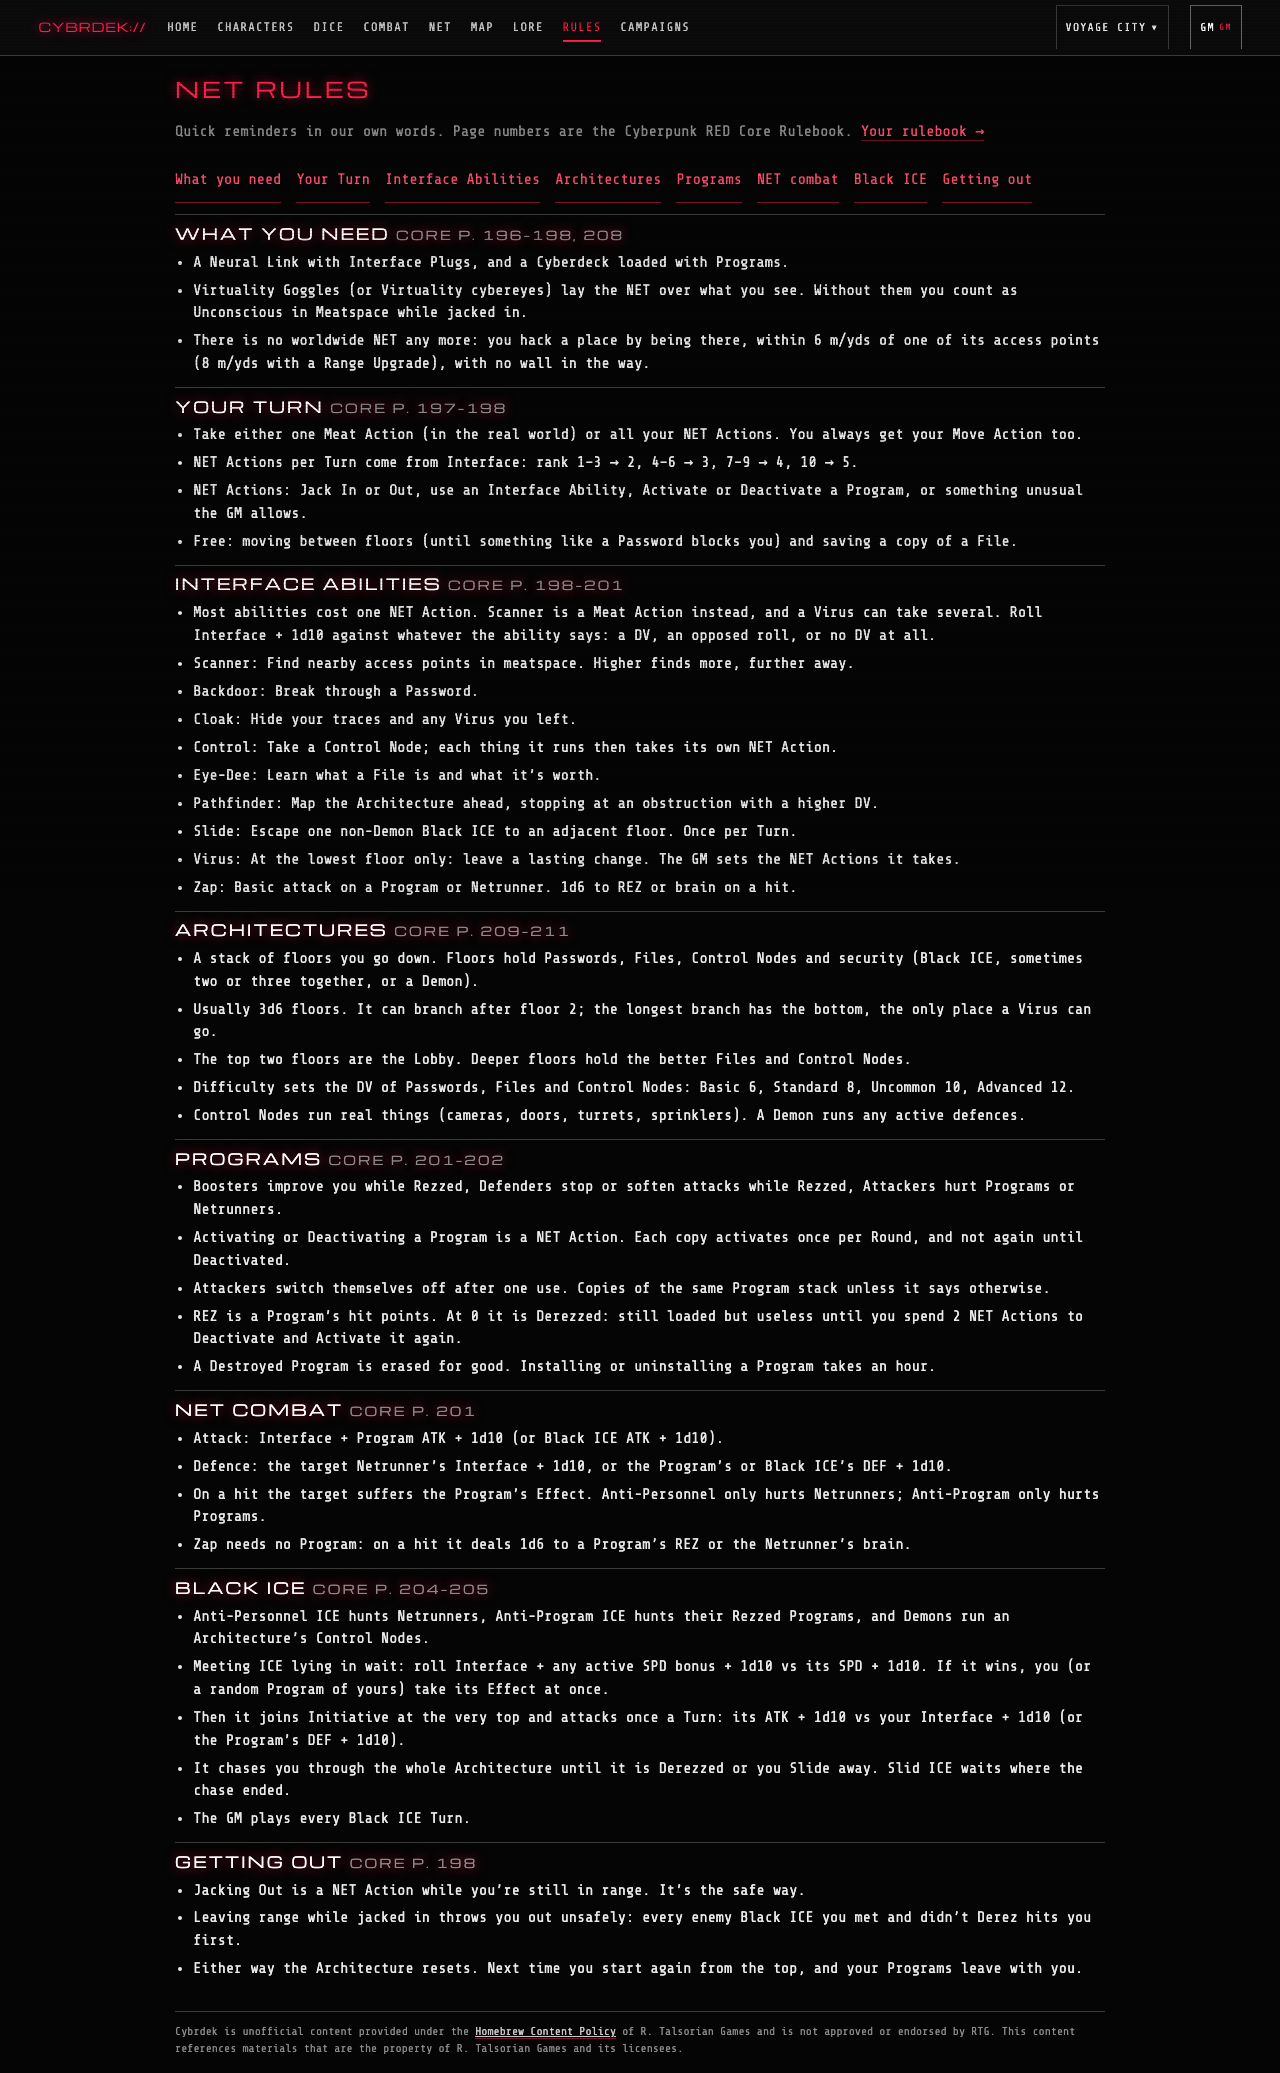 CYBRDEK:// HOME CHARACTERS DICE COMBAT NET MAP LORE RULES CAMPAIGNS VOYAGE CITY ▾ GM GM
NET RULES
Quick reminders in our own words. Page numbers are the Cyberpunk RED Core Rulebook. Your rulebook →
What you need Your Turn Interface Abilities Architectures Programs NET combat Black ICE Getting out
WHAT YOU NEED CORE P. 196-198, 208
• A Neural Link with Interface Plugs, and a Cyberdeck loaded with Programs.
• Virtuality Goggles (or Virtuality cybereyes) lay the NET over what you see. Without them you count as
Unconscious in Meatspace while jacked in.
• There is no worldwide NET any more: you hack a place by being there, within 6 m/yds of one of its access points
(8 m/yds with a Range Upgrade), with no wall in the way.
YOUR TURN CORE P. 197-198
• Take either one Meat Action (in the real world) or all your NET Actions. You always get your Move Action too.
• NET Actions per Turn come from Interface: rank 1–3 → 2, 4–6 → 3, 7–9 → 4, 10 → 5.
• NET Actions: Jack In or Out, use an Interface Ability, Activate or Deactivate a Program, or something unusual
the GM allows.
• Free: moving between floors (until something like a Password blocks you) and saving a copy of a File.
INTERFACE ABILITIES CORE P. 198-201
• Most abilities cost one NET Action. Scanner is a Meat Action instead, and a Virus can take several. Roll
Interface + 1d10 against whatever the ability says: a DV, an opposed roll, or no DV at all.
• Scanner: Find nearby access points in meatspace. Higher finds more, further away.
• Backdoor: Break through a Password.
• Cloak: Hide your traces and any Virus you left.
• Control: Take a Control Node; each thing it runs then takes its own NET Action.
• Eye-Dee: Learn what a File is and what it's worth.
• Pathfinder: Map the Architecture ahead, stopping at an obstruction with a higher DV.
• Slide: Escape one non-Demon Black ICE to an adjacent floor. Once per Turn.
• Virus: At the lowest floor only: leave a lasting change. The GM sets the NET Actions it takes.
• Zap: Basic attack on a Program or Netrunner. 1d6 to REZ or brain on a hit.
ARCHITECTURES CORE P. 209-211
• A stack of floors you go down. Floors hold Passwords, Files, Control Nodes and security (Black ICE, sometimes
two or three together, or a Demon).
• Usually 3d6 floors. It can branch after floor 2; the longest branch has the bottom, the only place a Virus can
go.
• The top two floors are the Lobby. Deeper floors hold the better Files and Control Nodes.
• Difficulty sets the DV of Passwords, Files and Control Nodes: Basic 6, Standard 8, Uncommon 10, Advanced 12.
• Control Nodes run real things (cameras, doors, turrets, sprinklers). A Demon runs any active defences.
PROGRAMS CORE P. 201-202
• Boosters improve you while Rezzed, Defenders stop or soften attacks while Rezzed, Attackers hurt Programs or
Netrunners.
• Activating or Deactivating a Program is a NET Action. Each copy activates once per Round, and not again until
Deactivated.
• Attackers switch themselves off after one use. Copies of the same Program stack unless it says otherwise.
• REZ is a Program's hit points. At 0 it is Derezzed: still loaded but useless until you spend 2 NET Actions to
Deactivate and Activate it again.
• A Destroyed Program is erased for good. Installing or uninstalling a Program takes an hour.
NET COMBAT CORE P. 201
• Attack: Interface + Program ATK + 1d10 (or Black ICE ATK + 1d10).
• Defence: the target Netrunner's Interface + 1d10, or the Program's or Black ICE's DEF + 1d10.
• On a hit the target suffers the Program's Effect. Anti-Personnel only hurts Netrunners; Anti-Program only hurts
Programs.
• Zap needs no Program: on a hit it deals 1d6 to a Program's REZ or the Netrunner's brain.
BLACK ICE CORE P. 204-205
• Anti-Personnel ICE hunts Netrunners, Anti-Program ICE hunts their Rezzed Programs, and Demons run an
Architecture's Control Nodes.
• Meeting ICE lying in wait: roll Interface + any active SPD bonus + 1d10 vs its SPD + 1d10. If it wins, you (or
a random Program of yours) take its Effect at once.
• Then it joins Initiative at the very top and attacks once a Turn: its ATK + 1d10 vs your Interface + 1d10 (or
the Program's DEF + 1d10).
• It chases you through the whole Architecture until it is Derezzed or you Slide away. Slid ICE waits where the
chase ended.
• The GM plays every Black ICE Turn.
GETTING OUT CORE P. 198
• Jacking Out is a NET Action while you're still in range. It's the safe way.
• Leaving range while jacked in throws you out unsafely: every enemy Black ICE you met and didn't Derez hits you
first.
• Either way the Architecture resets. Next time you start again from the top, and your Programs leave with you.
Cybrdek is unofficial content provided under the Homebrew Content Policy of R. Talsorian Games and is not approved or endorsed by RTG. This content
references materials that are the property of R. Talsorian Games and its licensees.